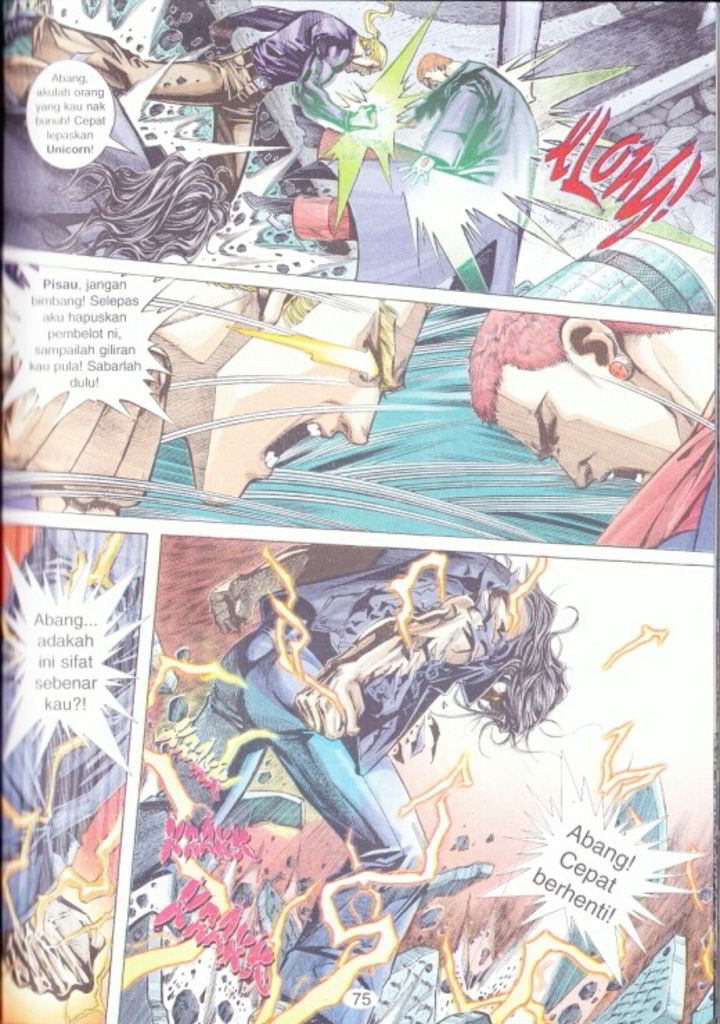 Abang,
akulah orang
yang kau nak
bunuh! Cepat
lepaskan
Unicorn!
KLONG!
Pisau, jangan
bimbang! Selepas
aku hapuskan
pembelot ni,
sampailah giliran
kau pula! Sabarlah
dulu!
Abang...
adakah
ini sifat
sebenar
kau?!
Abang!
Cepat
berhenti!
75